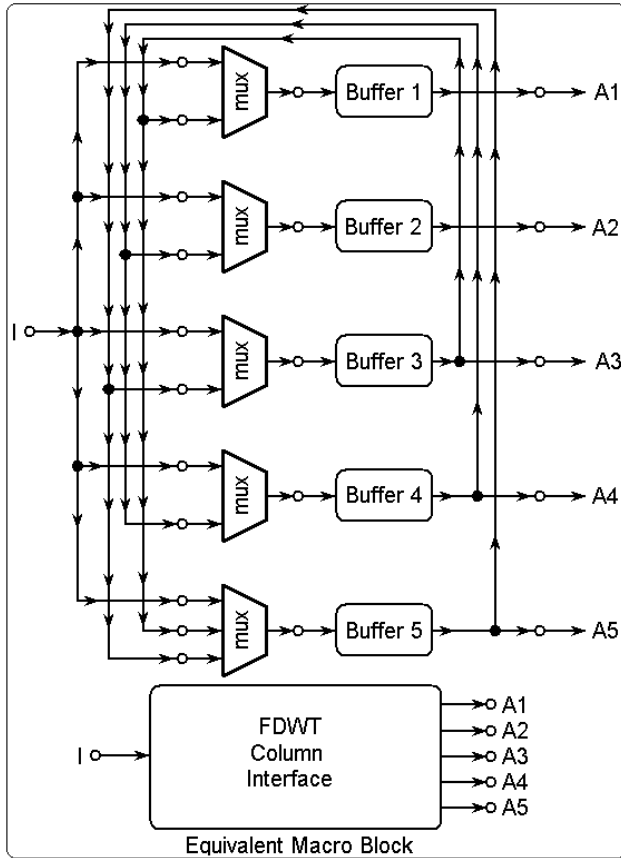 mux
Buffer 1
A1
mux
Buffer 2
A2
I
mux
Buffer 3
A3
mux
Buffer 4
A4
mux
Buffer 5
A5
I
FDWT
Column
Interface
A1
A2
A3
A4
A5
Equivalent Macro Block